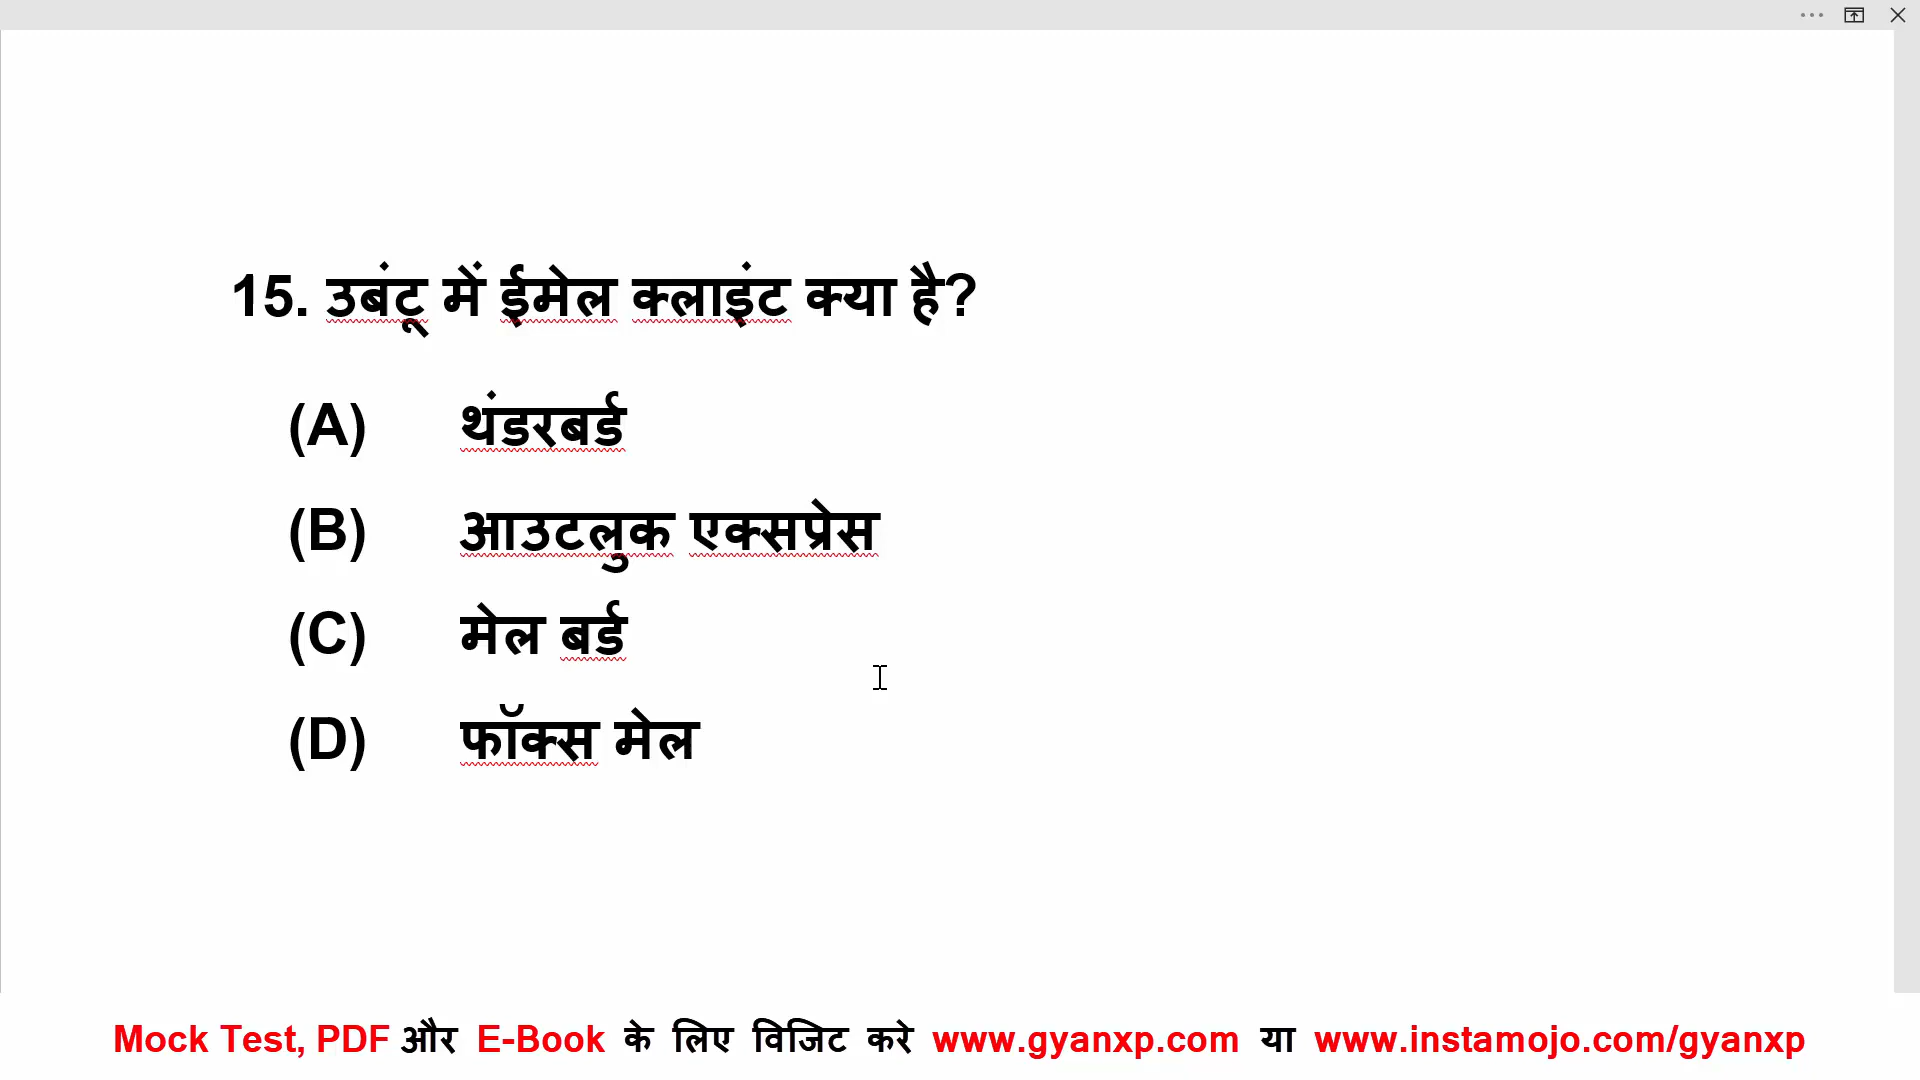 15. उबंटू में ईमेल क्लाइंट क्या है?
(A) थंडरबर्ड
(B) आउटलुक एक्सप्रेस
(C) मेल बर्ड
(D) फॉक्स मेल
Mock Test, PDF और E-Book के लिए विजिट करे www.gyanxp.com या www.instamojo.com/gyanxp